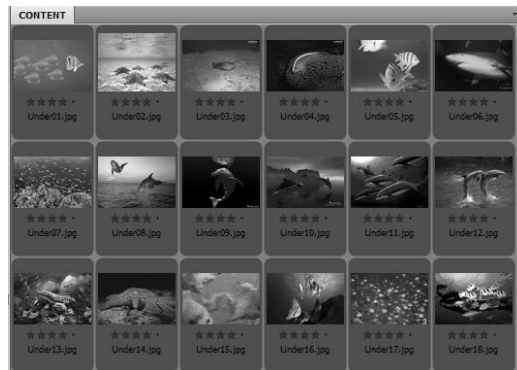 CONTENT
Under01.jpg Under02.jpg Under03.jpg Under04.jpg Under05.jpg Under06.jpg
Under07.jpg Under08.jpg Under09.jpg Under10.jpg Under11.jpg Under12.jpg
Under13.jpg Under14.jpg Under15.jpg Under16.jpg Under17.jpg Under18.jpg